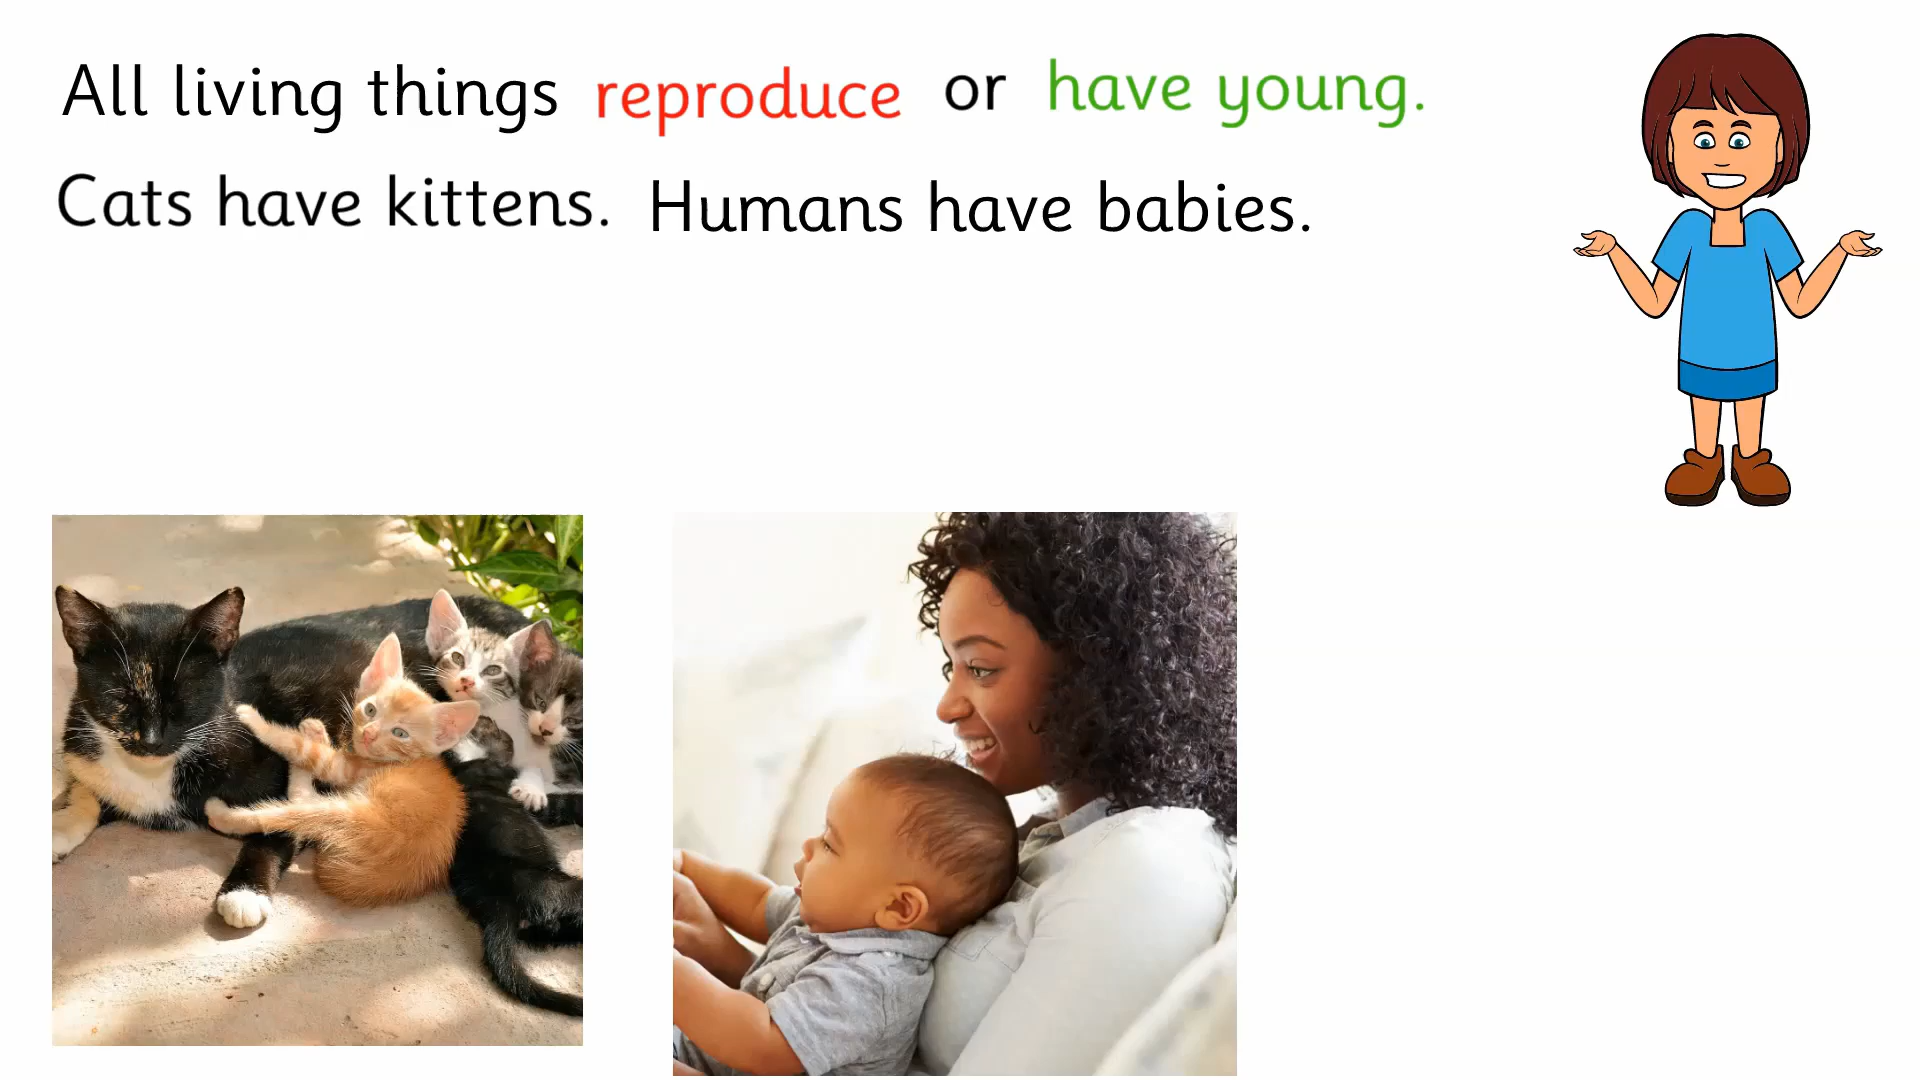 All living things reproduce or have young.
Cats have kittens. Humans have babies.